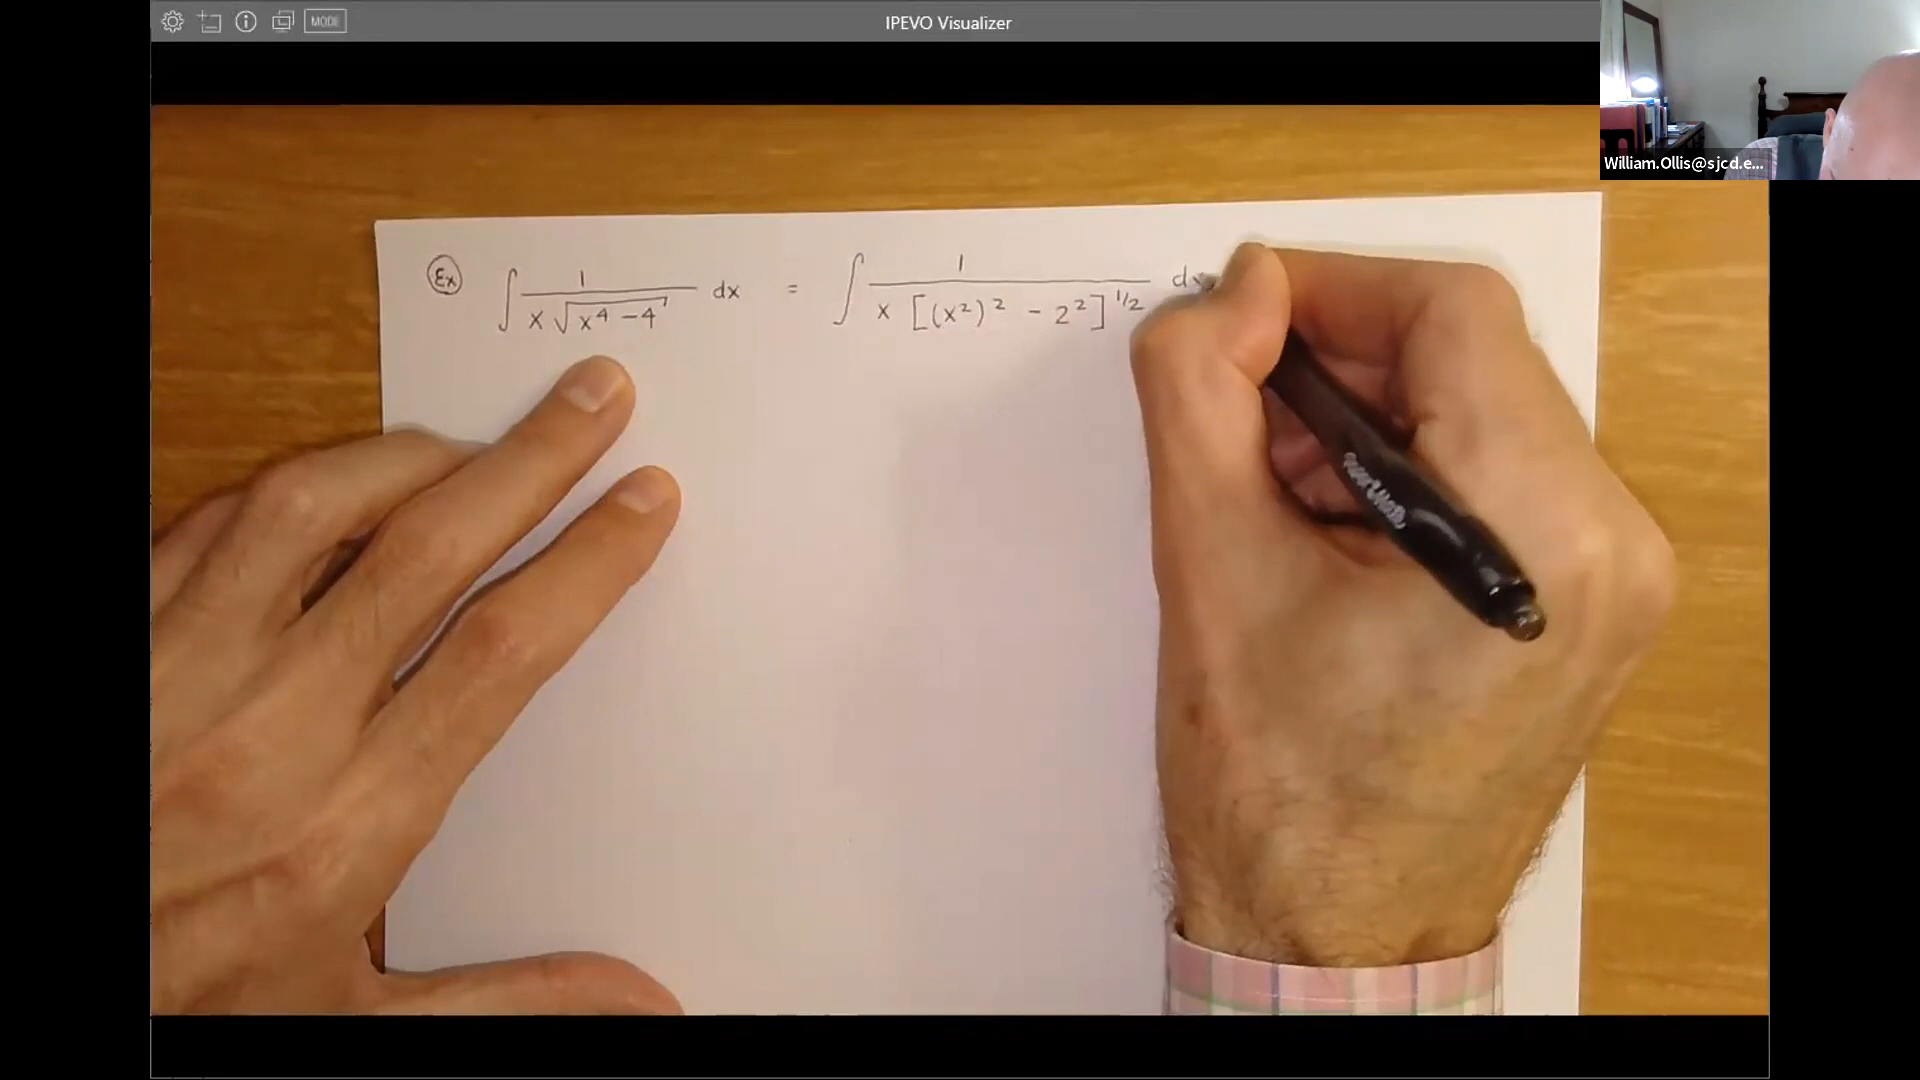 MODE
IPEVO Visualizer
William.Ollis@sjcd.e...
Ex ∫ 1/(x√(x⁴ - 4)) dx = ∫ 1/(x [(x²)² - 2²]^(1/2)) dx